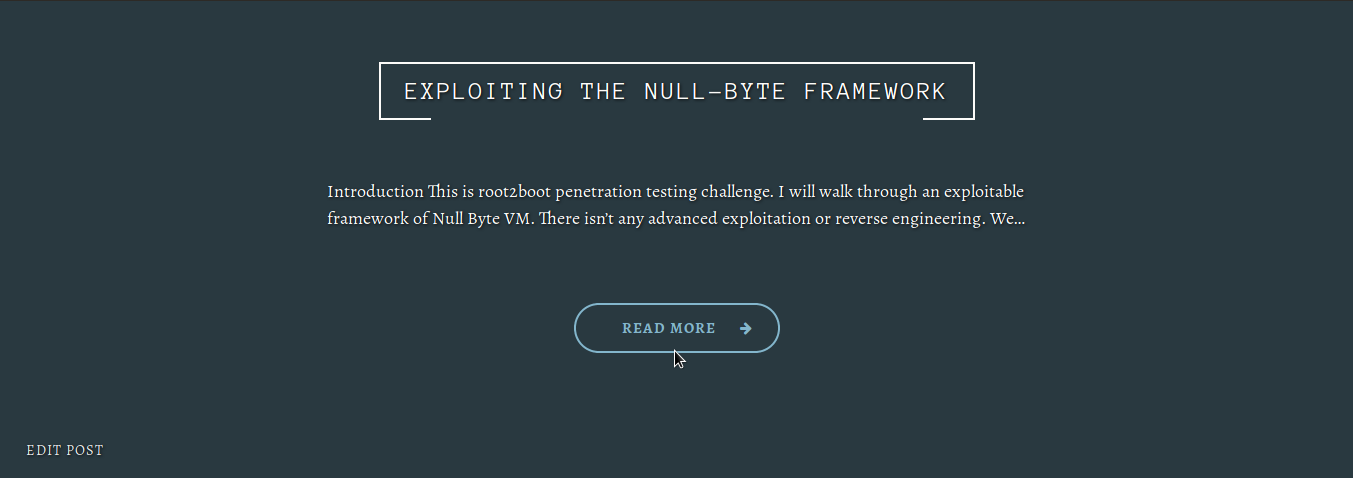 EXPLOITING THE NULL-BYTE FRAMEWORK
Introduction This is root2boot penetration testing challenge. I will walk through an exploitable
framework of Null Byte VM. There isn't any advanced exploitation or reverse engineering. We...
READ MORE
EDIT POST